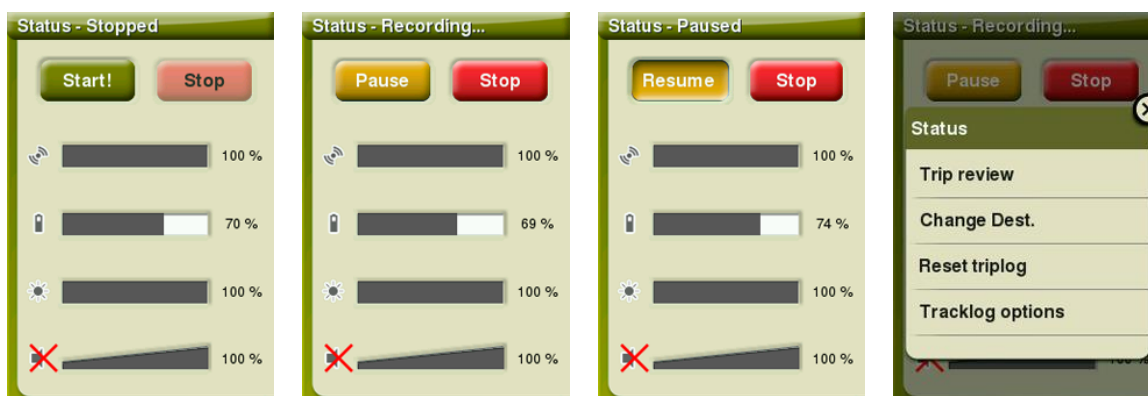 Status - Stopped
Start! Stop
100 %
70 %
100 %
100 %
Status - Recording...
Pause Stop
100 %
69 %
100 %
100 %
Status - Paused
Resume Stop
100 %
74 %
100 %
100 %
Status - Recording...
Pause Stop
Status
Trip review
Change Dest.
Reset triplog
Tracklog options